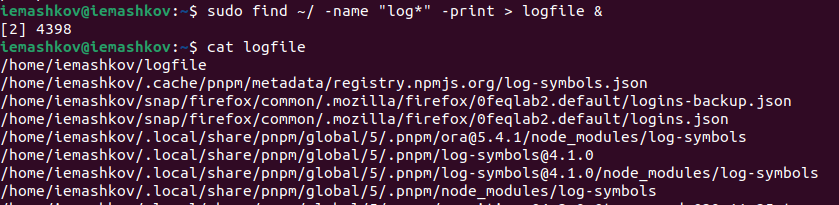 iemashkov@iemashkov:~$ sudo find ~/ -name "log*" -print > logfile &
[2] 4398
iemashkov@iemashkov:~$ cat logfile
/home/iemashkov/logfile
/home/iemashkov/.cache/pnpm/metadata/registry.npmjs.org/log-symbols.json
/home/iemashkov/snap/firefox/common/.mozilla/firefox/0feqlab2.default/logins-backup.json
/home/iemashkov/snap/firefox/common/.mozilla/firefox/0feqlab2.default/logins.json
/home/iemashkov/.local/share/pnpm/global/5/.pnpm/ora@5.4.1/node_modules/log-symbols
/home/iemashkov/.local/share/pnpm/global/5/.pnpm/log-symbols@4.1.0
/home/iemashkov/.local/share/pnpm/global/5/.pnpm/log-symbols@4.1.0/node_modules/log-symbols
/home/iemashkov/.local/share/pnpm/global/5/.pnpm/node_modules/log-symbols